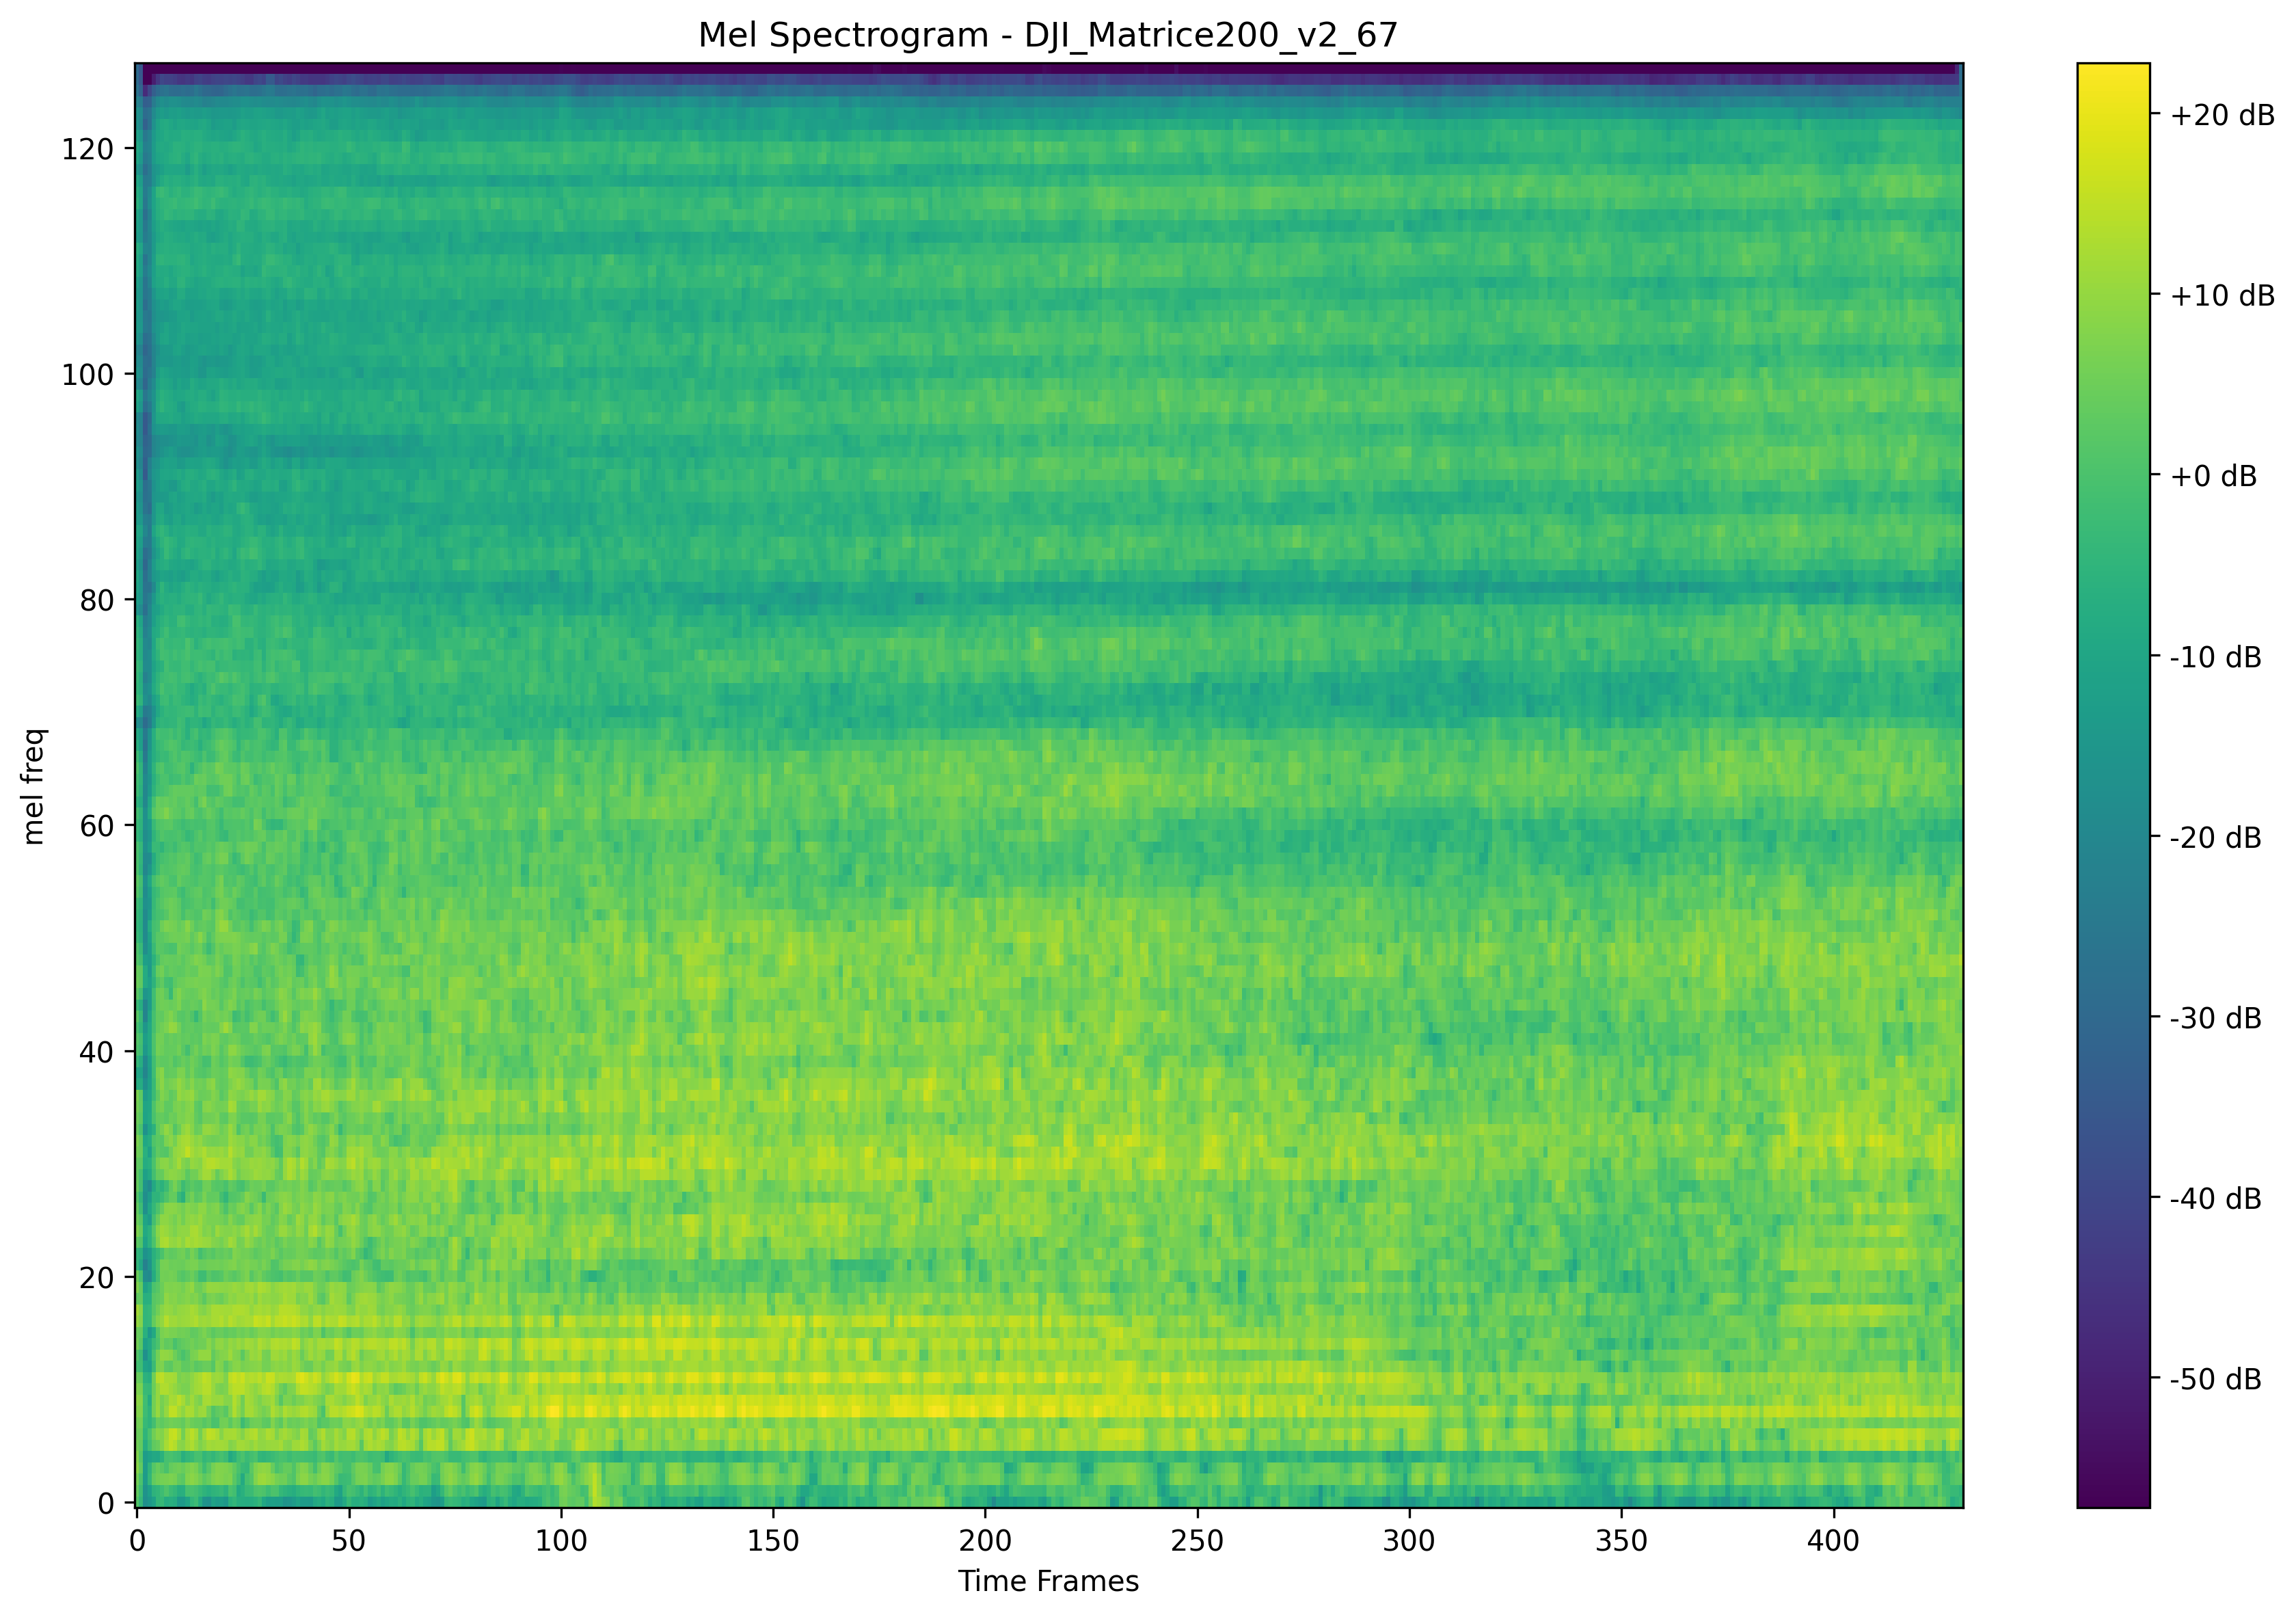 Mel Spectrogram - DJI_Matrice200_v2_67
mel freq
120
100
80
60
40
20
0
0 50 100 150 200 250 300 350 400
Time Frames
+20 dB
+10 dB
+0 dB
-10 dB
-20 dB
-30 dB
-40 dB
-50 dB